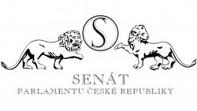 S
SENÁT
PARLAMENTU ČESKÉ REPUBLIKY